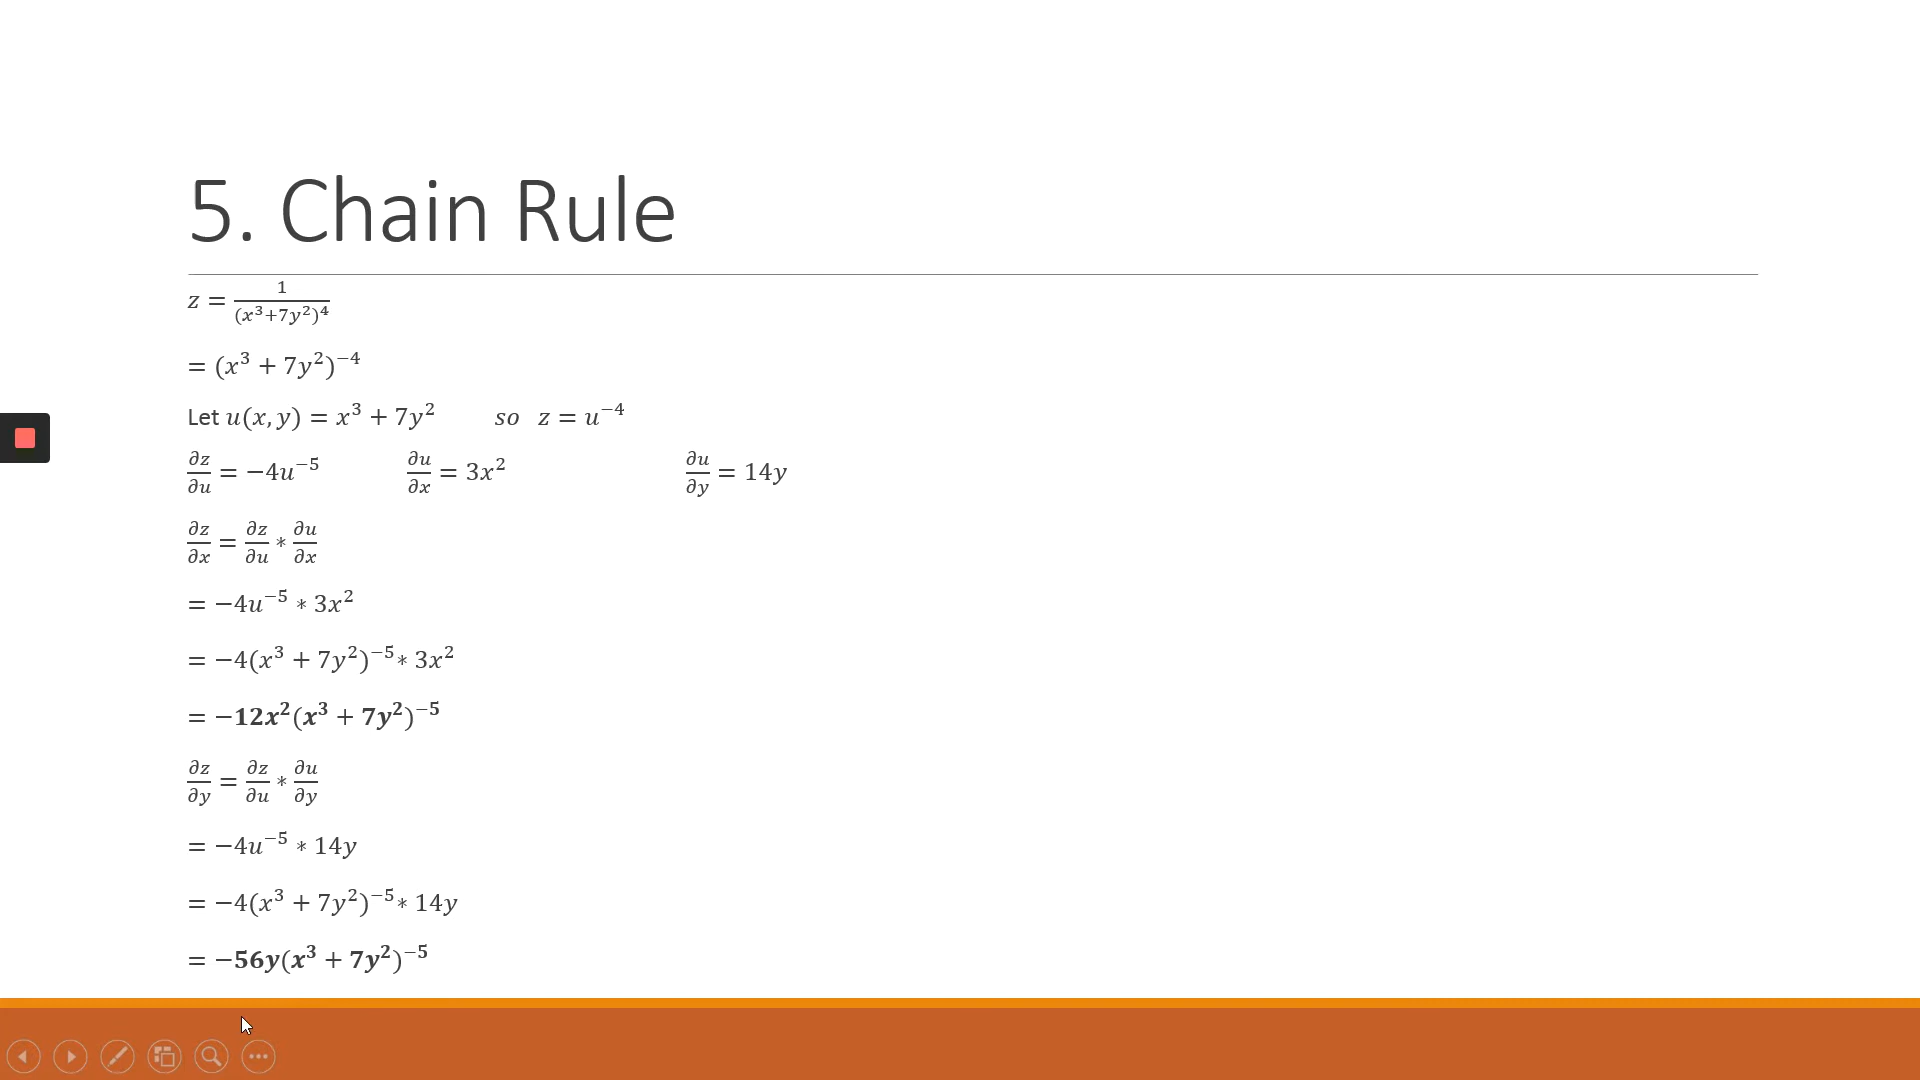 5. Chain Rule
z = 1/(x³+7y²)⁴
= (x³ + 7y²)⁻⁴
Let u(x, y) = x³ + 7y² so z = u⁻⁴
∂z/∂u = −4u⁻⁵ ∂u/∂x = 3x² ∂u/∂y = 14y
∂z/∂x = ∂z/∂u ∗ ∂u/∂x
= −4u⁻⁵ ∗ 3x²
= −4(x³ + 7y²)⁻⁵∗ 3x²
= −12x²(x³ + 7y²)⁻⁵
∂z/∂y = ∂z/∂u ∗ ∂u/∂y
= −4u⁻⁵ ∗ 14y
= −4(x³ + 7y²)⁻⁵∗ 14y
= −56y(x³ + 7y²)⁻⁵